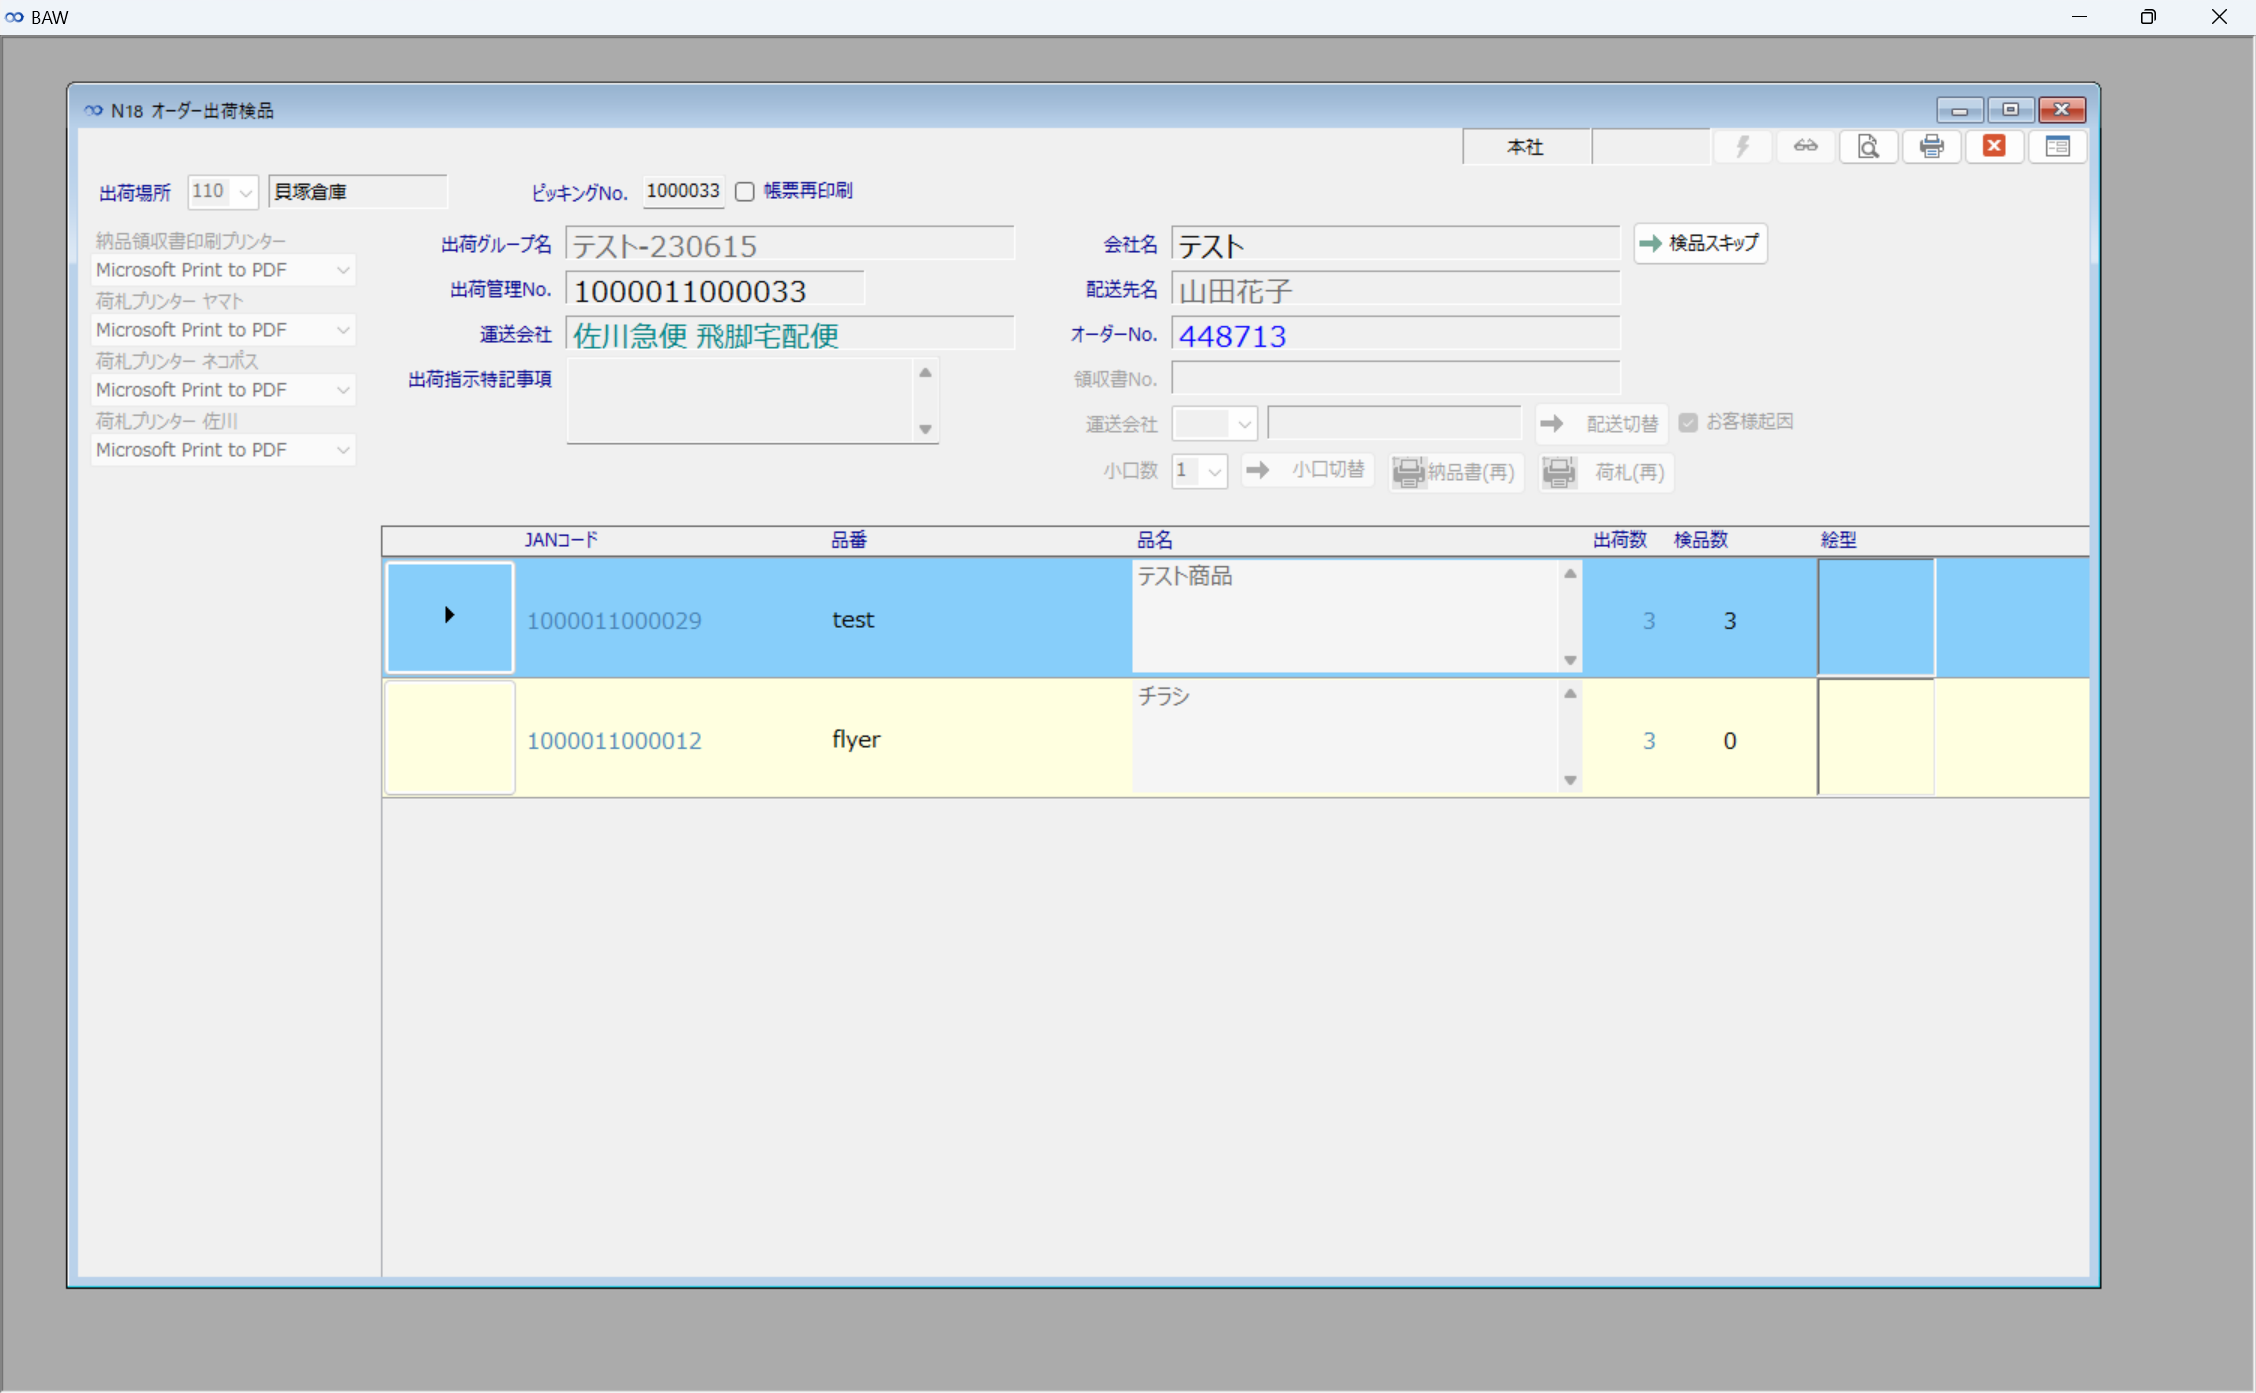 BAW
N18 オーダー出荷検品
本社
出荷場所 110 貝塚倉庫 ピッキングNo. 1000033 帳票再印刷
納品領収書印刷プリンター
Microsoft Print to PDF
荷札プリンター ヤマト
Microsoft Print to PDF
荷札プリンター ネコポス
Microsoft Print to PDF
荷札プリンター 佐川
Microsoft Print to PDF
出荷グループ名 テスト-230615
出荷管理No. 1000011000033
運送会社 佐川急便 飛脚宅配便
出荷指示特記事項
会社名 テスト 検品スキップ
配送先名 山田花子
オーダーNo. 448713
領収書No.
運送会社 配送切替 お客様起因
小口数 1 小口切替 納品書(再) 荷札(再)
JANコード 品番 品名 出荷数 検品数 絵型
1000011000029 test テスト商品 3 3
1000011000012 flyer チラシ 3 0